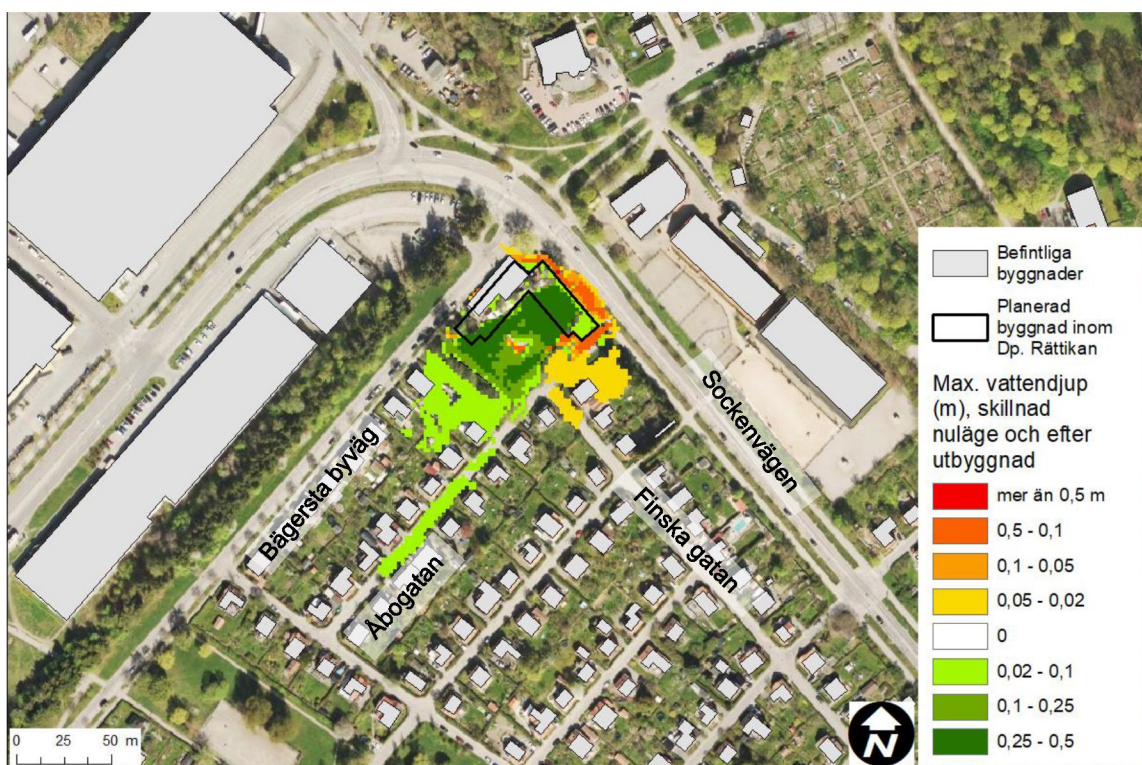 Befintliga
byggnader
Planerad
byggnad inom
Dp. Rättikan
Max. vattendjup
(m), skillnad
nuläge och efter
utbyggnad
mer än 0,5 m
0,5 - 0,1
0,1 - 0,05
0,05 - 0,02
0
0,02 - 0,1
0,1 - 0,25
0,25 - 0,5
Sockenvägen
Bägersta byväg
Finska gatan
Åbogatan
0 25 50 m
N